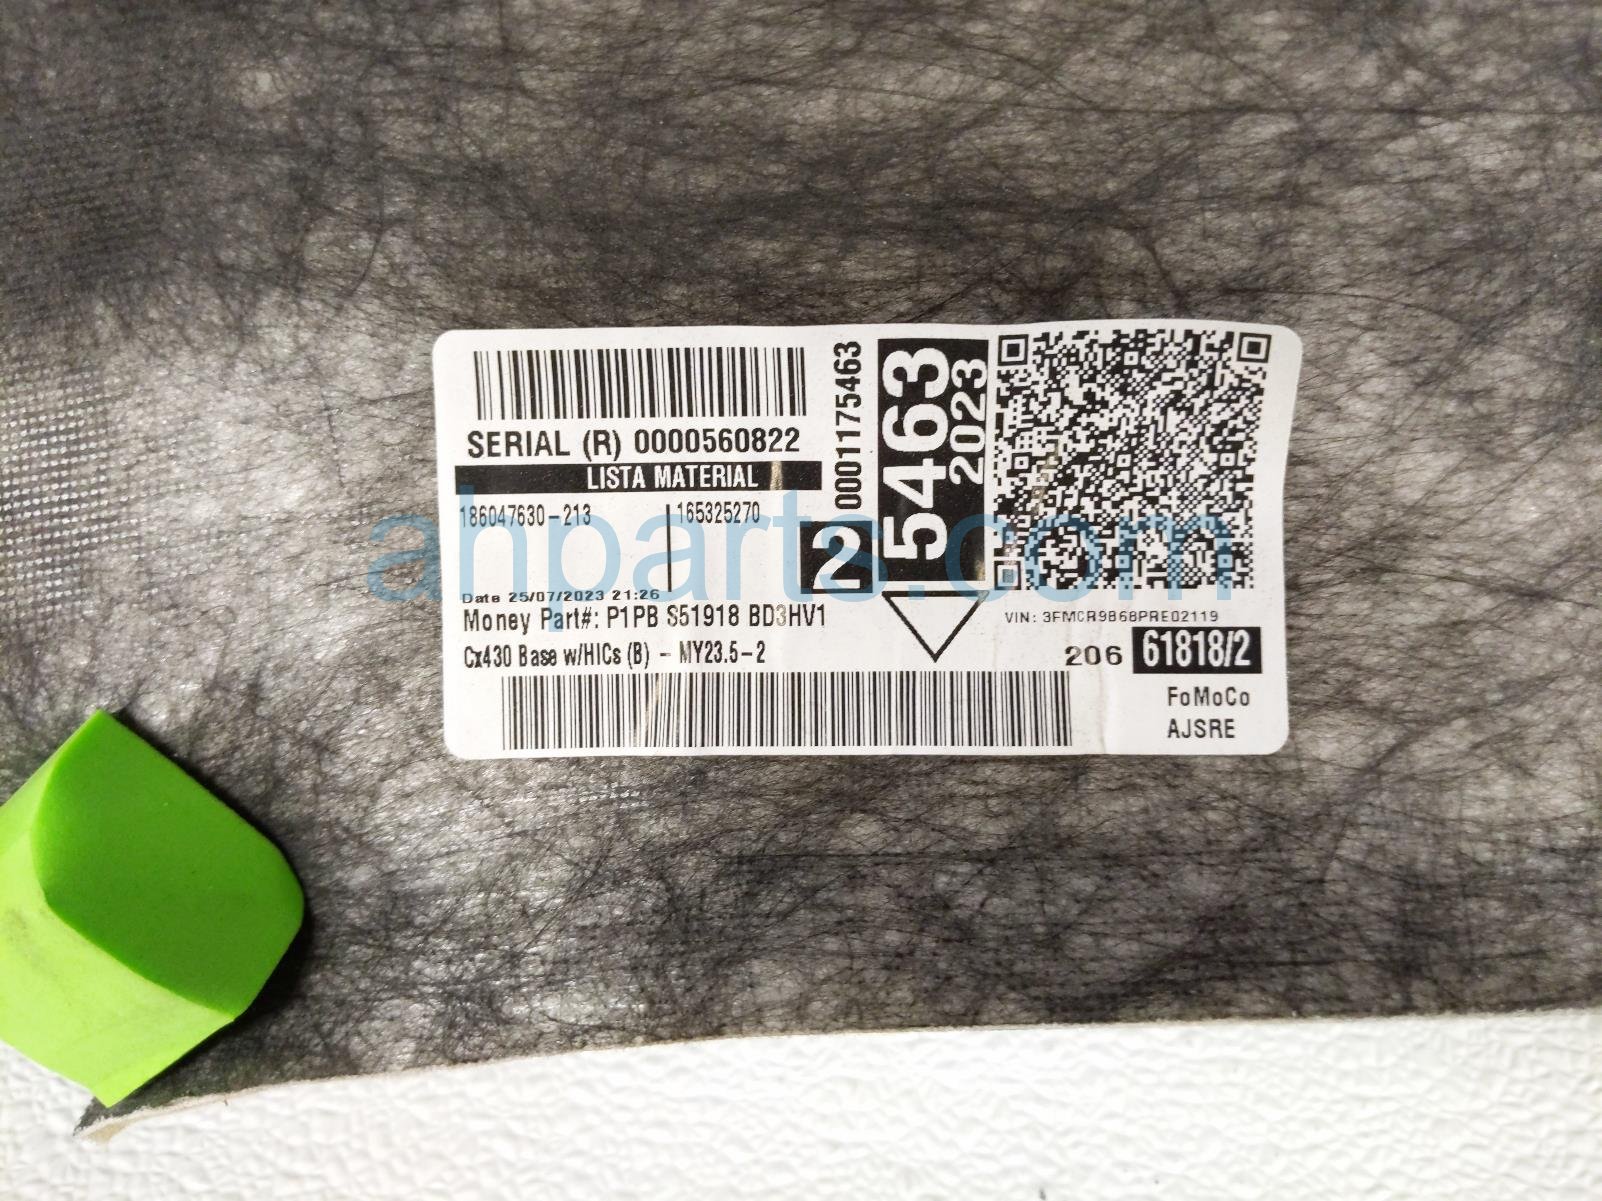 SERIAL (R) 0000560822
LISTA MATERIAL
186047630-213
165325270
Date 25/07/2023 21:26
Money Part#: P1PB S51918 BD3HV1
Cx430 Base w/HICs (B) - MY23.5-2
2
0001175463
5463
2023
VIN: 3FMCR9B68PRE02119
206 61818/2
FoMoCo
AJSRE
ahparts.com